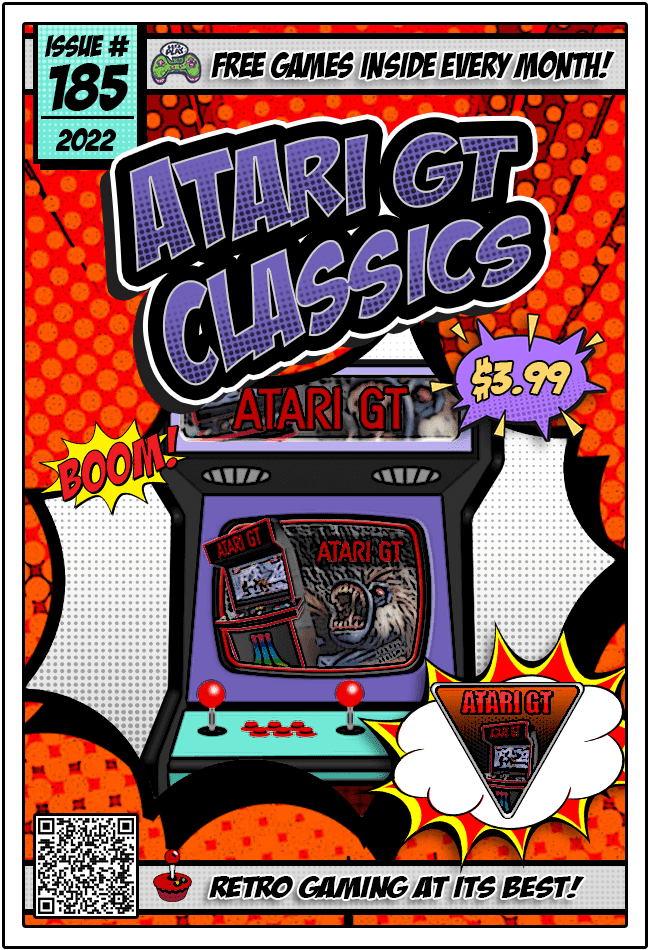 ISSUE #
185
2022
FREE GAMES INSIDE EVERY MONTH!
ATARI GT
CLASSICS
$3.99
ATARI GT
BOOM!
ATARI GT
ATARI GT
ATARI GT
RETRO GAMING AT ITS BEST!